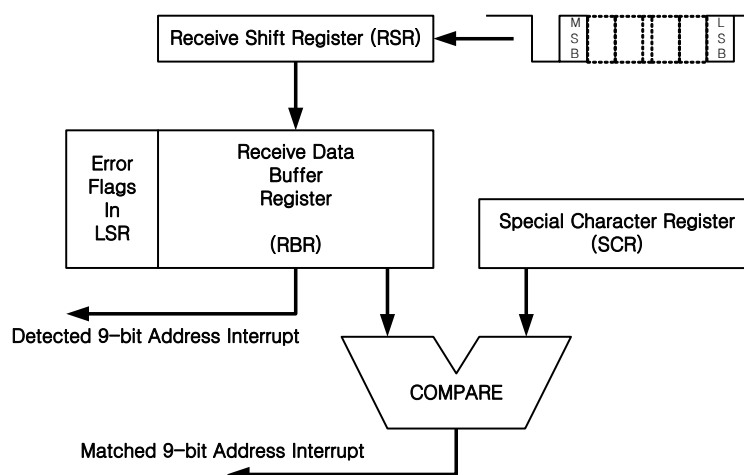 Receive Shift Register (RSR)
M
S
B
L
S
B
Error
Flags
In
LSR
Receive Data
Buffer
Register
(RBR)
Special Character Register
(SCR)
Detected 9-bit Address Interrupt
COMPARE
Matched 9-bit Address Interrupt